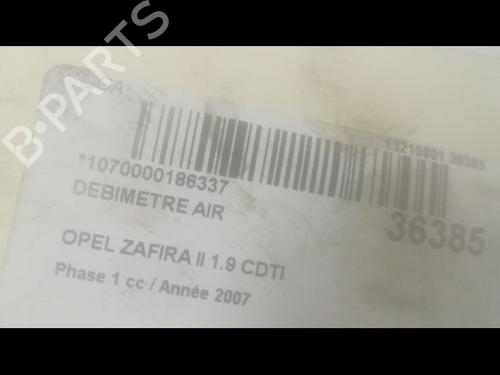 B-PARTS
13210801 36385
*1070000186337
36385
DEBIMETRE AIR
OPEL ZAFIRA II 1.9 CDTI
Phase 1 cc / Année 2007